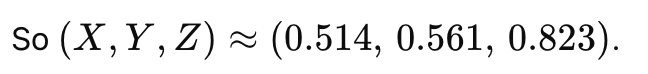 So (X, Y, Z) ≈ (0.514, 0.561, 0.823).